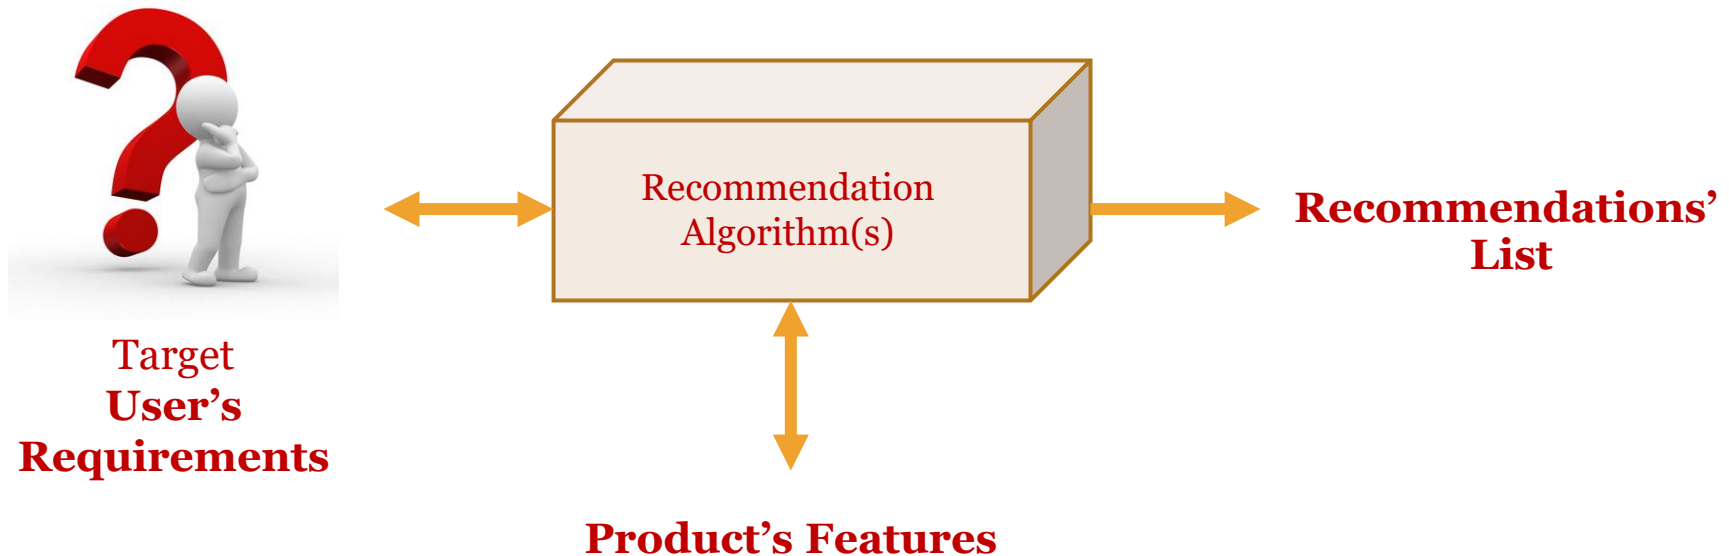 Recommendation
Algorithm(s)
Recommendations’
List
Target
User’s
Requirements
Product’s Features